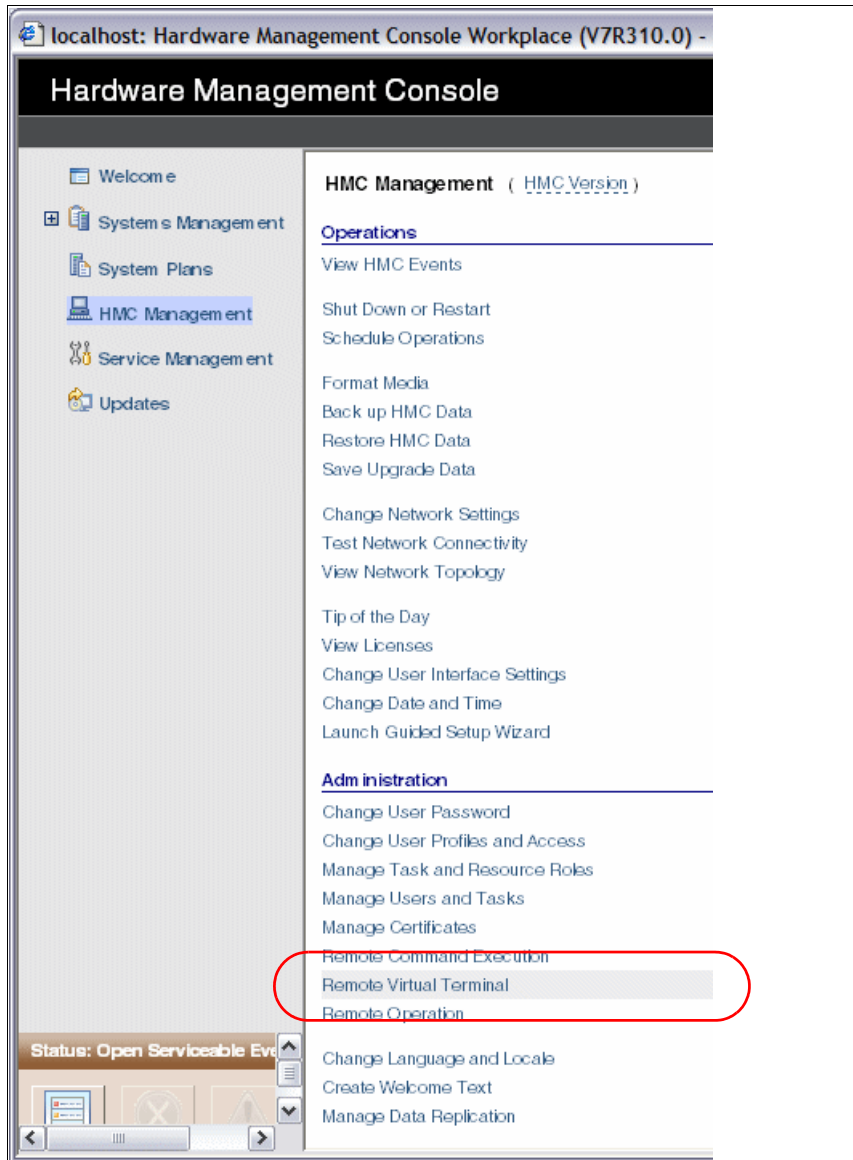 localhost: Hardware Management Console Workplace (V7R310.0) -
Hardware Management Console
Welcome
Systems Management
System Plans
HMC Management
Service Management
Updates
Status: Open Serviceable Eve
HMC Management ( HMC Version )
Operations
View HMC Events
Shut Down or Restart
Schedule Operations
Format Media
Back up HMC Data
Restore HMC Data
Save Upgrade Data
Change Network Settings
Test Network Connectivity
View Network Topology
Tip of the Day
View Licenses
Change User Interface Settings
Change Date and Time
Launch Guided Setup Wizard
Administration
Change User Password
Change User Profiles and Access
Manage Task and Resource Roles
Manage Users and Tasks
Manage Certificates
Remote Command Execution
Remote Virtual Terminal
Remote Operation
Change Language and Locale
Create Welcome Text
Manage Data Replication